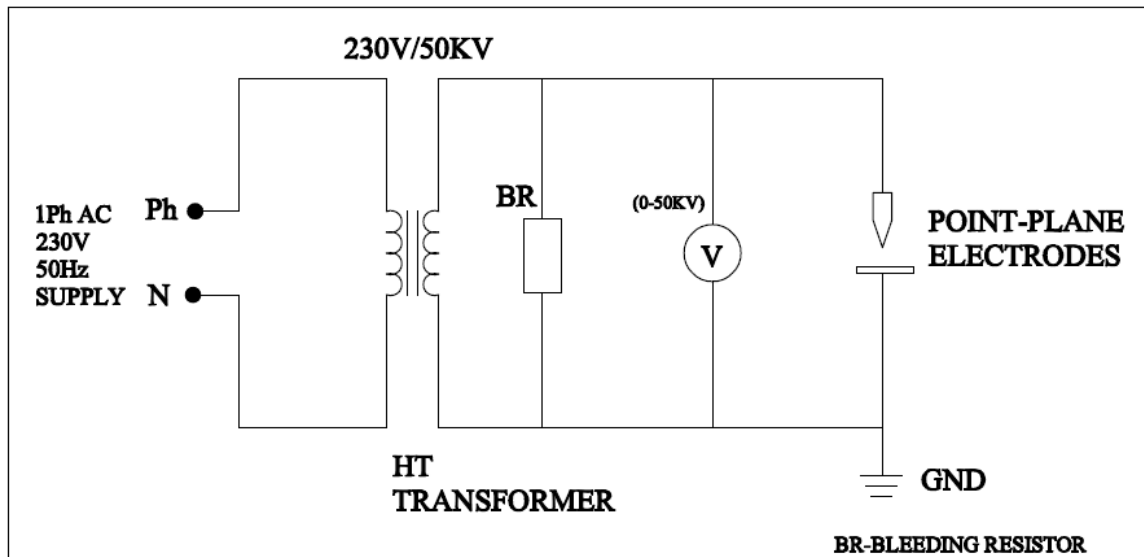 230V/50KV
1Ph AC
230V
50Hz
SUPPLY
Ph
N
BR
(0-50KV)
V
POINT-PLANE
ELECTRODES
HT
TRANSFORMER
GND
BR-BLEEDING RESISTOR